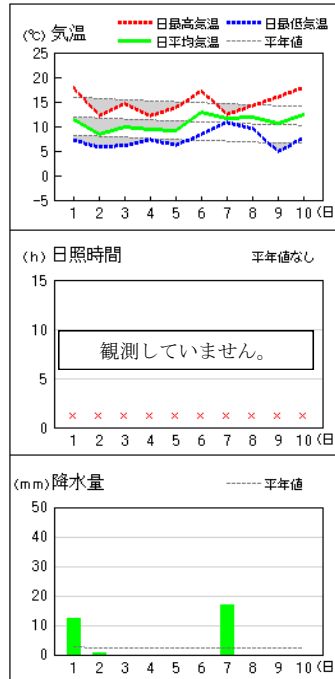 (℃) 気温
日最高気温 日最低気温
日平均気温 平年値
25
20
15
10
5
0
-5
1 2 3 4 5 6 7 8 9 10 (日
(h) 日照時間 平年値なし
15
10
5
0
観測していません。
1 2 3 4 5 6 7 8 9 10 (日
(mm) 降水量 平年値
50
40
30
20
10
0
1 2 3 4 5 6 7 8 9 10 (日